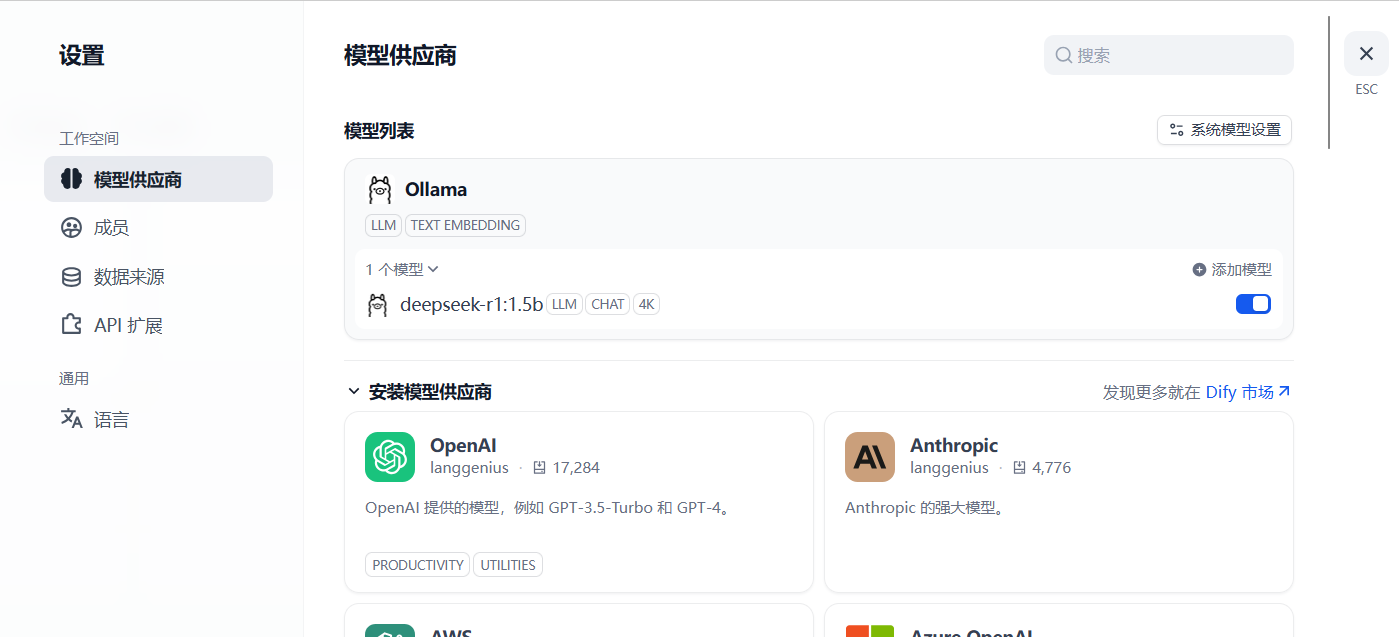 设置
工作空间
模型供应商
成员
数据来源
API 扩展
通用
语言
模型供应商
搜索
ESC
模型列表
系统模型设置
Ollama
LLM TEXT EMBEDDING
1 个模型
添加模型
deepseek-r1:1.5b LLM CHAT 4K
安装模型供应商
发现更多就在 Dify 市场
OpenAI
langgenius · 17,284
OpenAI 提供的模型，例如 GPT-3.5-Turbo 和 GPT-4。
PRODUCTIVITY UTILITIES
Anthropic
langgenius · 4,776
Anthropic 的强大模型。
AWS
Azure OpenAI